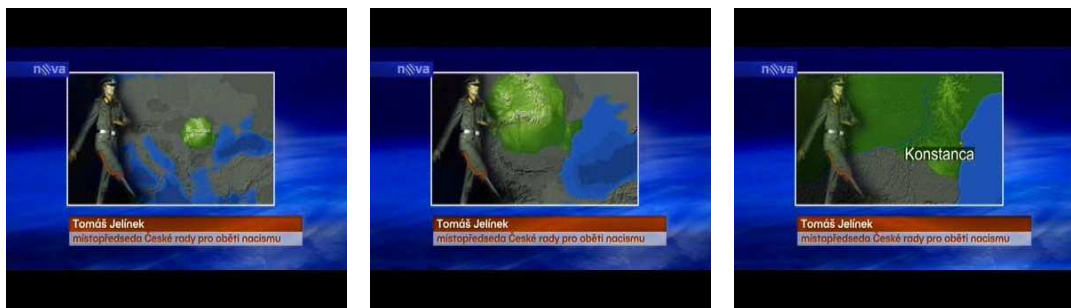 nova
Tomáš Jelínek
místopředseda České rady pro oběti nacismu
nova
Tomáš Jelínek
místopředseda České rady pro oběti nacismu
nova
Konstanca
Tomáš Jelínek
místopředseda České rady pro oběti nacismu